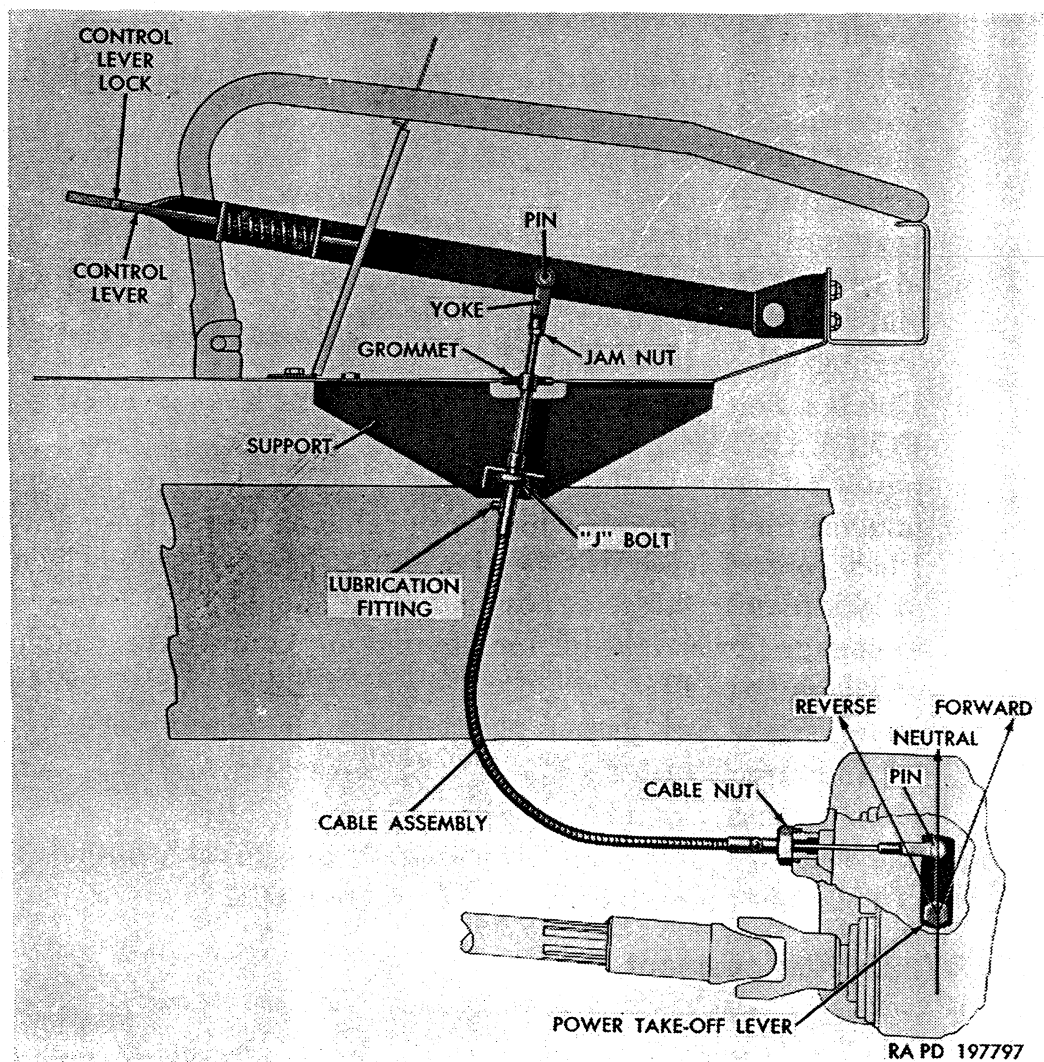 CONTROL
LEVER
LOCK
CONTROL
LEVER
PIN
YOKE
GROMMET
JAM NUT
SUPPORT
"J" BOLT
LUBRICATION
FITTING
REVERSE
FORWARD
NEUTRAL
PIN
CABLE NUT
CABLE ASSEMBLY
POWER TAKE-OFF LEVER
RA PD 197797